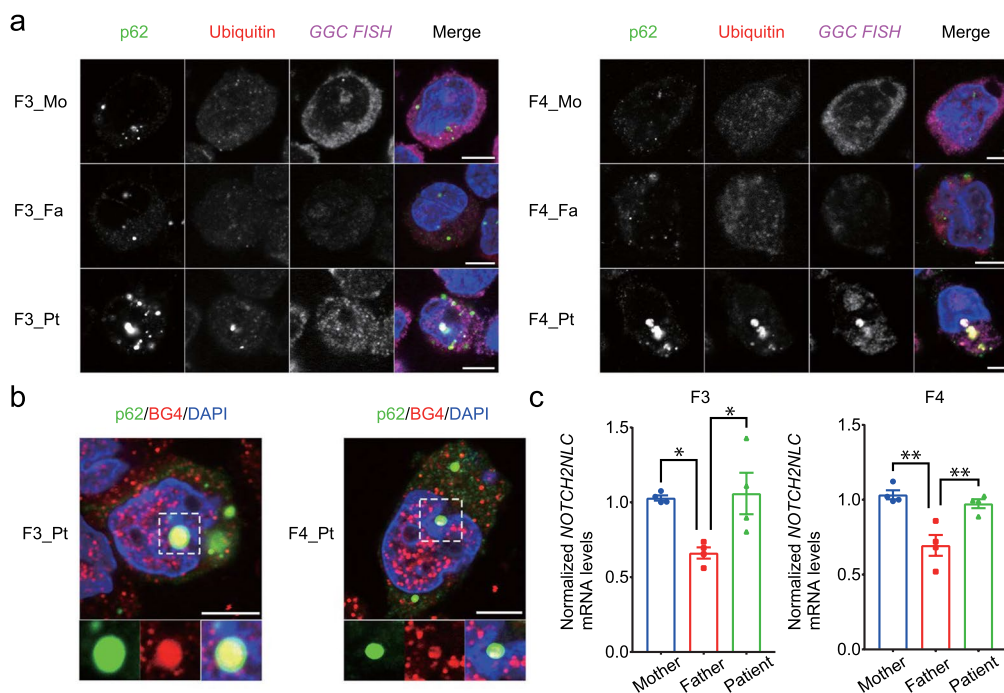 a
p62 Ubiquitin GGC FISH Merge
p62 Ubiquitin GGC FISH Merge
F3_Mo
F4_Mo
F3_Fa
F4_Fa
F3_Pt
F4_Pt
b
p62/BG4/DAPI
p62/BG4/DAPI
F3_Pt
F4_Pt
c
F3
Normalized NOTCH2NLC
mRNA levels
1.5
1.0
0.5
0.0
*
*
Mother Father Patient
F4
Normalized NOTCH2NLC
mRNA levels
1.5
1.0
0.5
0.0
**
**
Mother Father Patient